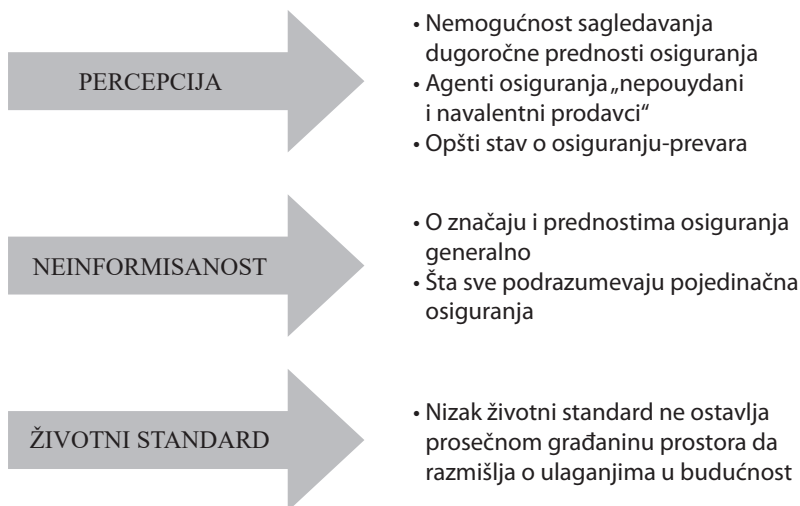 PERCEPCIJA
• Nemogućnost sagledavanja
dugoročne prednosti osiguranja
• Agenti osiguranja „nepouydani
i navalentni prodavci“
• Opšti stav o osiguranju-prevara
NEINFORMISANOST
• O značaju i prednostima osiguranja
generalno
• Šta sve podrazumevaju pojedinačna
osiguranja
ŽIVOTNI STANDARD
• Nizak životni standard ne ostavlja
prosečnom građaninu prostora da
razmišlja o ulaganjima u budućnost